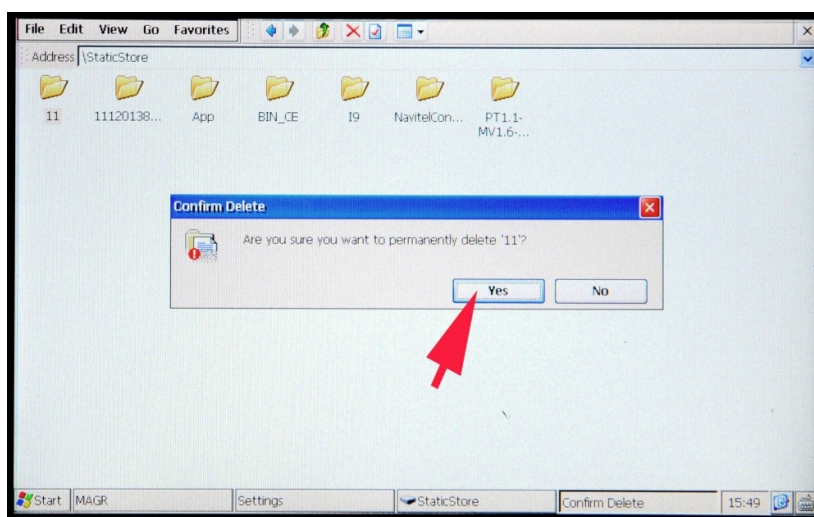 File Edit View Go Favorites
Address \StaticStore
11 11120138... App BIN_CE I9 NavitelCon... PT1.1-
MV1.6-...
Confirm Delete
Are you sure you want to permanently delete '11'?
Yes No
Start MAGR Settings StaticStore Confirm Delete 15:49